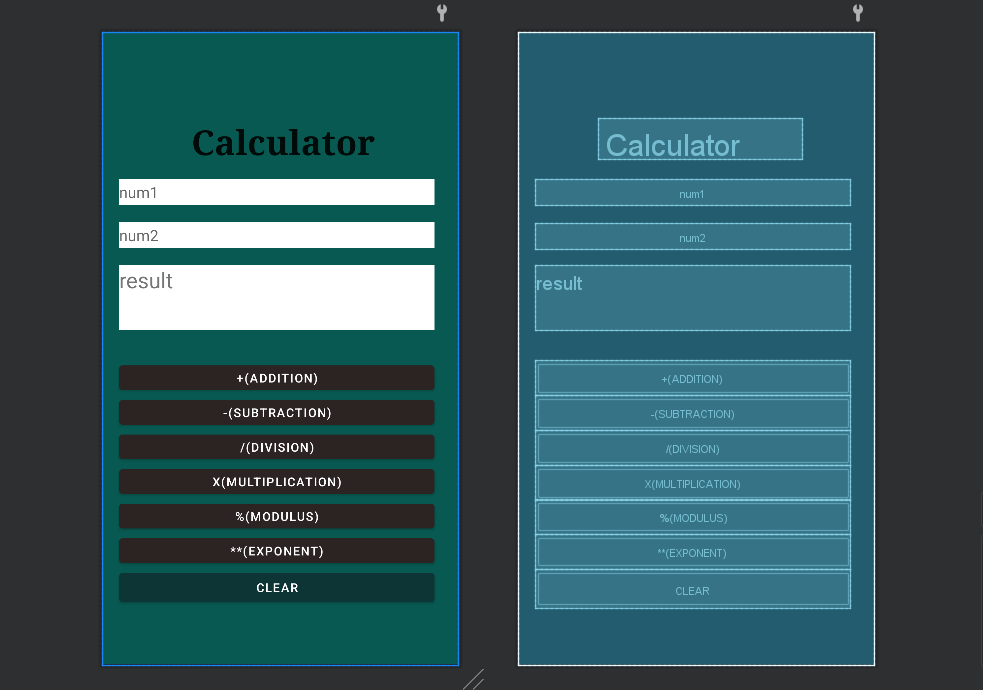 Calculator
num1
num2
result
+(ADDITION)
-(SUBTRACTION)
/(DIVISION)
X(MULTIPLICATION)
%(MODULUS)
**(EXPONENT)
CLEAR
Calculator
num1
num2
result
+(ADDITION)
-(SUBTRACTION)
/(DIVISION)
X(MULTIPLICATION)
%(MODULUS)
**(EXPONENT)
CLEAR